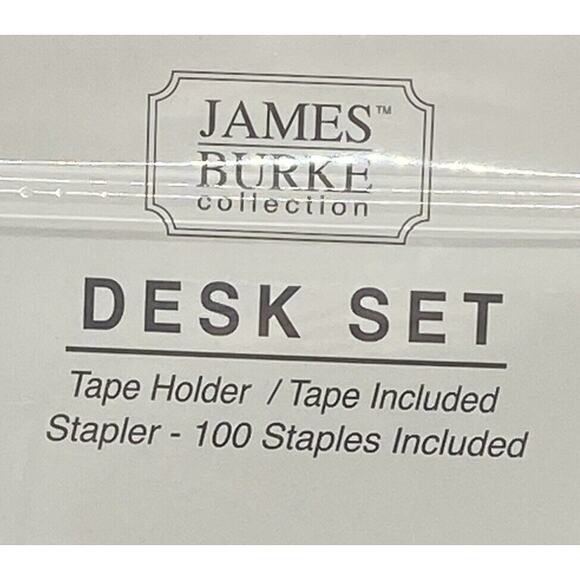 JAMES™
BURKE
collection
DESK SET
Tape Holder / Tape Included
Stapler - 100 Staples Included